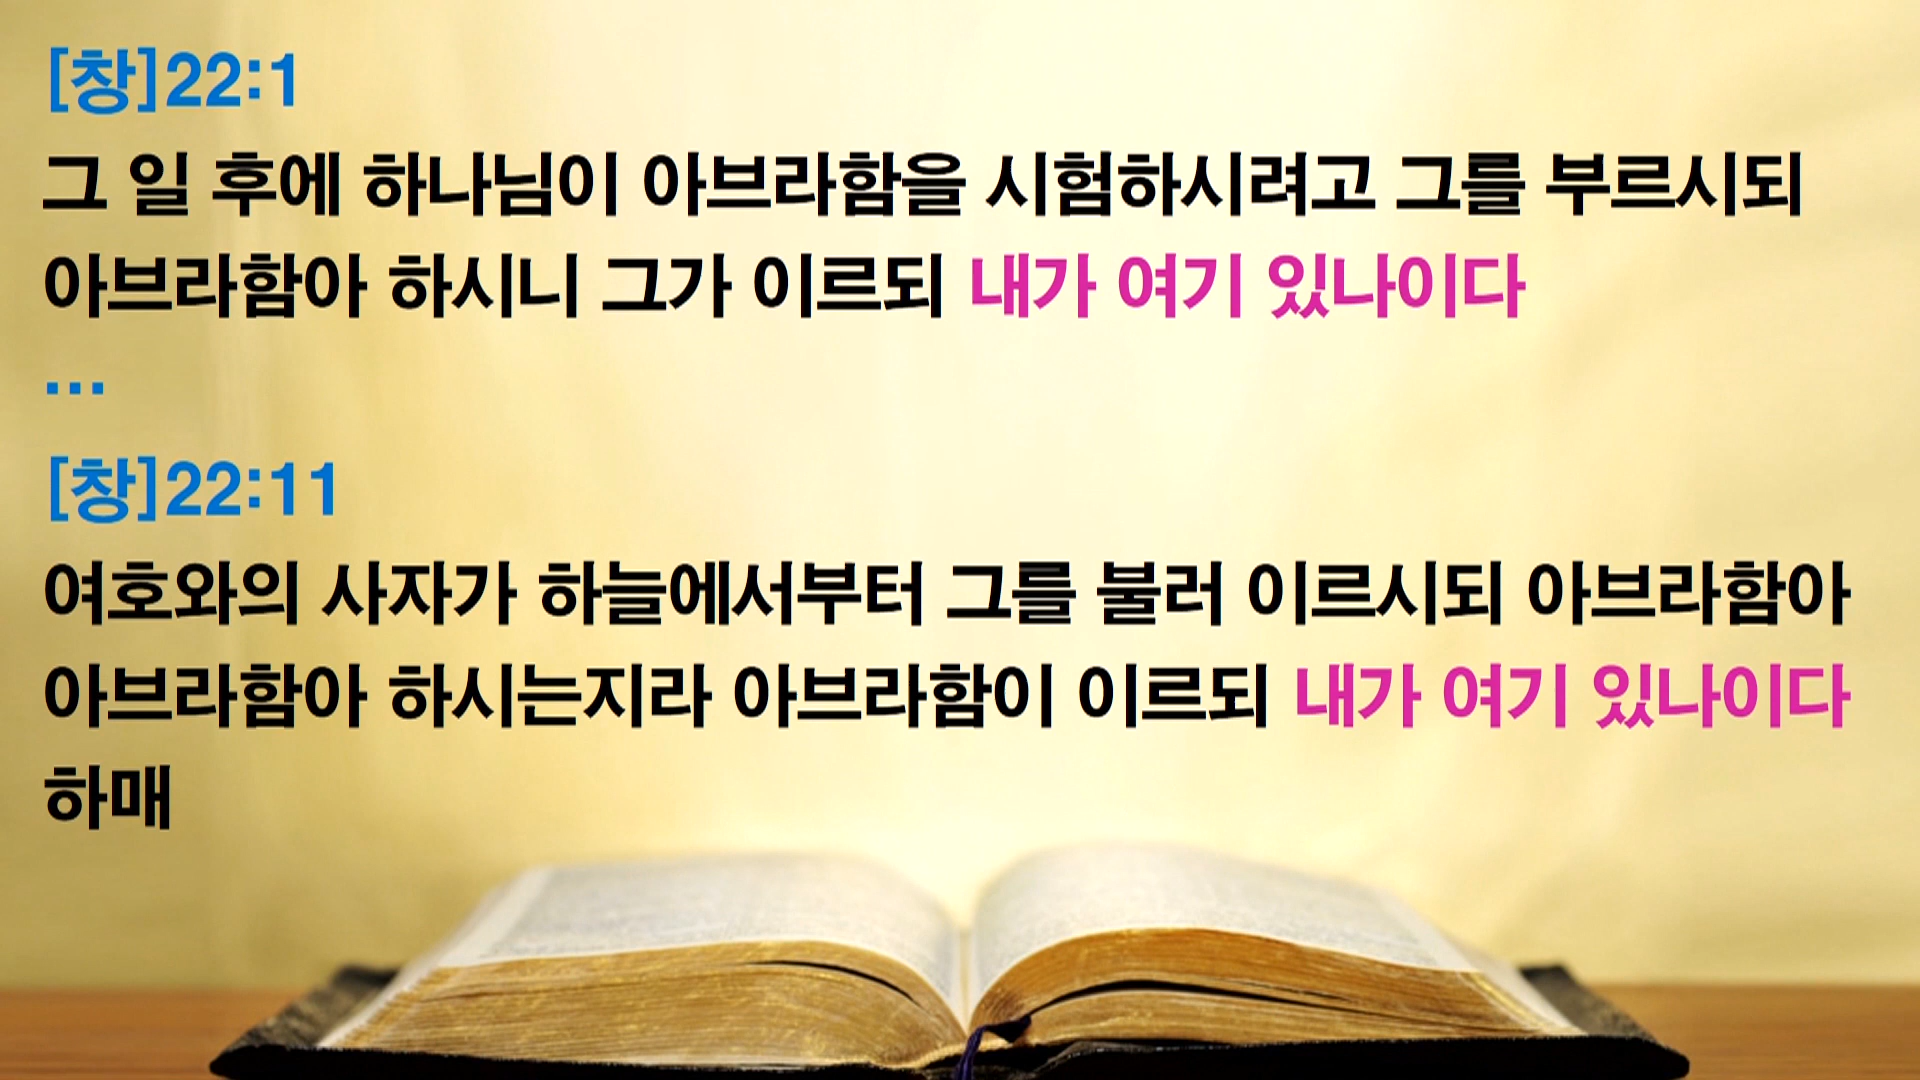 [창]22:1
그 일 후에 하나님이 아브라함을 시험하시려고 그를 부르시되
아브라함아 하시니 그가 이르되 내가 여기 있나이다
…
[창]22:11
여호와의 사자가 하늘에서부터 그를 불러 이르시되 아브라함아
아브라함아 하시는지라 아브라함이 이르되 내가 여기 있나이다
하매